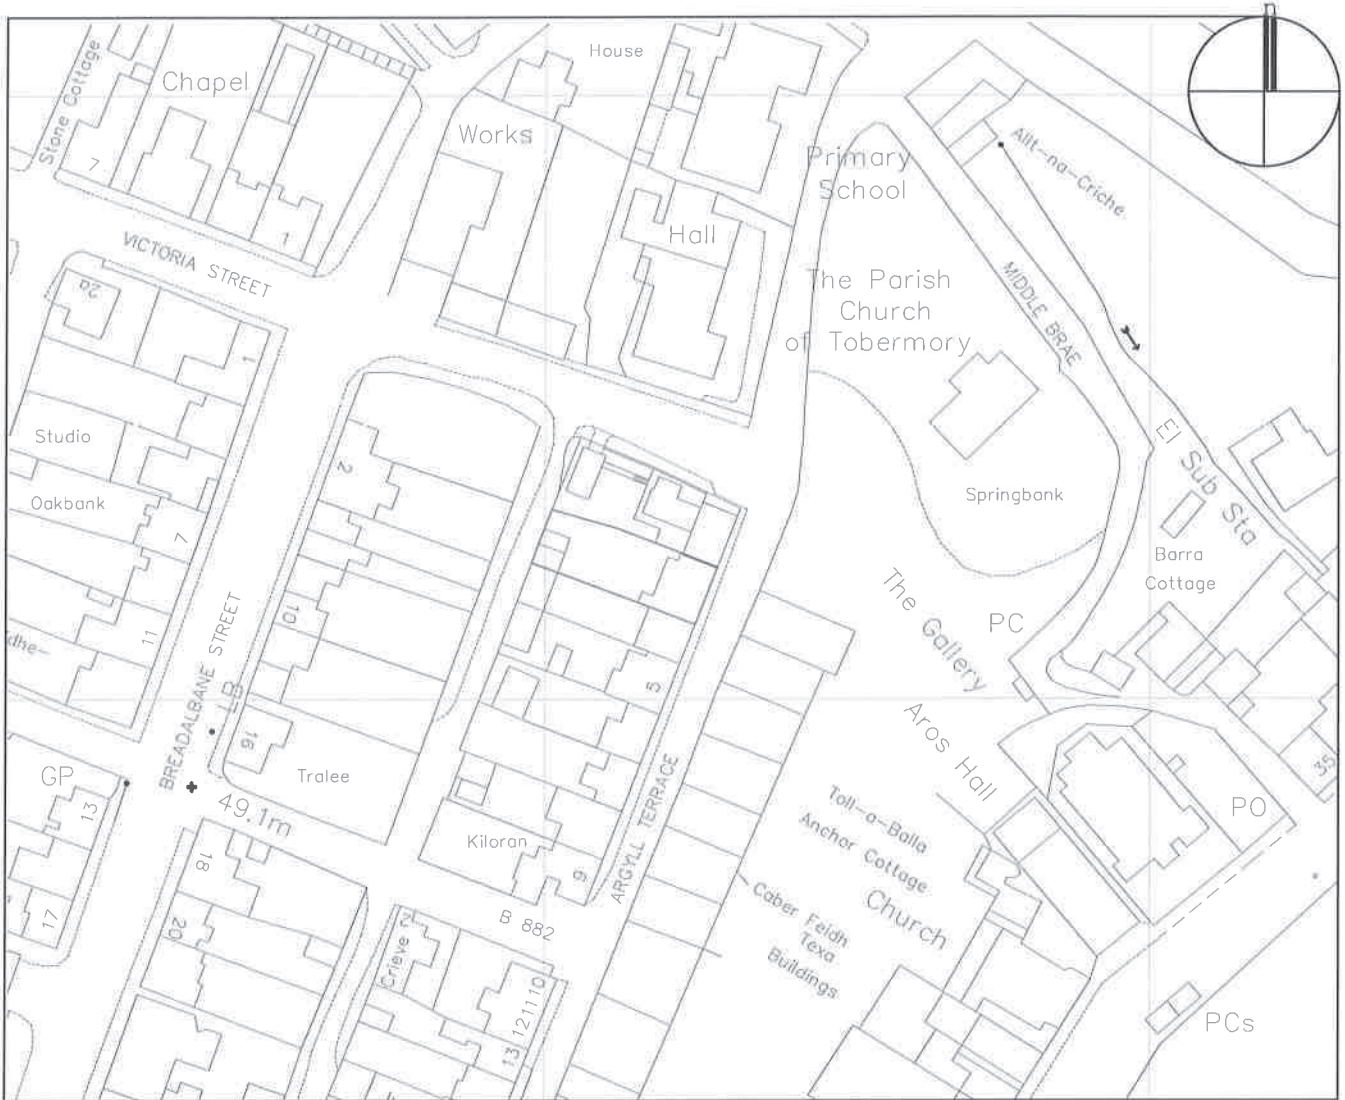 House
Stone Cottage
Chapel
7
1
Works
Primary
School
Allt-na-Criche
VICTORIA STREET
Hall
2a
The Parish
Church
of Tobermory
MIDDLE BRAE
1
Studio
2
Oakbank
7
Springbank
El Sub Sta
Barra
Cottage
11
10
dhe-
BREADALBANE STREET
LB
The Gallery
PC
5
16
Tralee
Aros Hall
GP
13
49.1m
ARGYLL TERRACE
35
PO
Toll-a-Balla
Anchor Cottage
Kiloran
9
18
Church
Caber Feidh
Texa
Buildings
17
20
B 882
Crieve
2
10
11
12
13
PCs